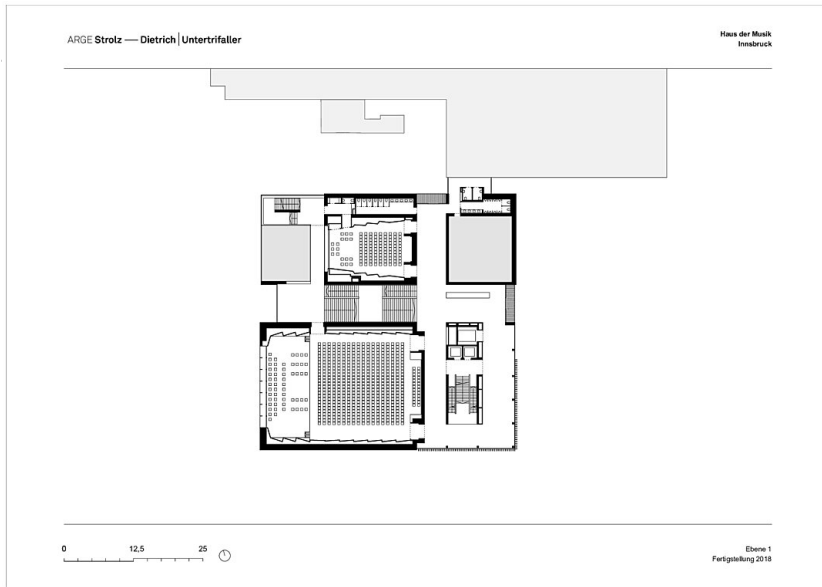 ARGE Strolz — Dietrich | Untertrifaller
Haus der Musik
Innsbruck
0 12,5 25
Ebene 1
Fertigstellung 2018